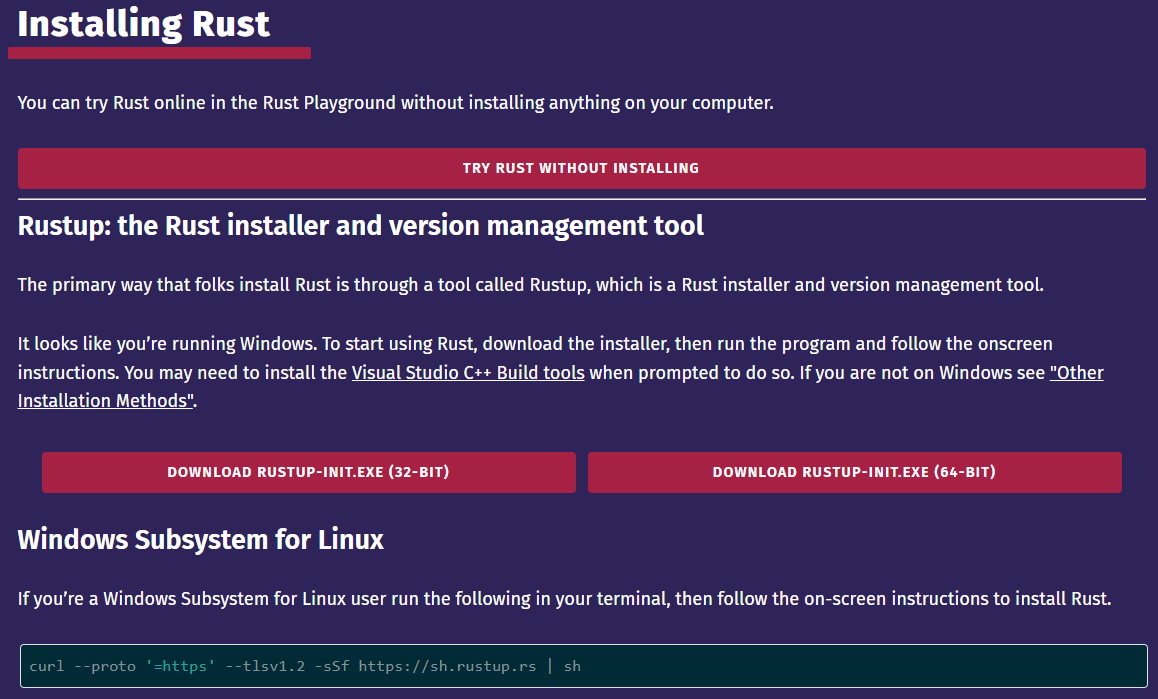 Installing Rust
You can try Rust online in the Rust Playground without installing anything on your computer.
TRY RUST WITHOUT INSTALLING
Rustup: the Rust installer and version management tool
The primary way that folks install Rust is through a tool called Rustup, which is a Rust installer and version management tool.
It looks like you’re running Windows. To start using Rust, download the installer, then run the program and follow the onscreen
instructions. You may need to install the Visual Studio C++ Build tools when prompted to do so. If you are not on Windows see "Other
Installation Methods".
DOWNLOAD RUSTUP-INIT.EXE (32-BIT)
DOWNLOAD RUSTUP-INIT.EXE (64-BIT)
Windows Subsystem for Linux
If you’re a Windows Subsystem for Linux user run the following in your terminal, then follow the on-screen instructions to install Rust.
curl --proto '=https' --tlsv1.2 -sSf https://sh.rustup.rs | sh